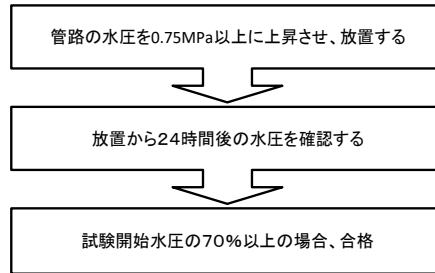 管路の水圧を0.75MPa以上に上昇させ、放置する
放置から２４時間後の水圧を確認する
試験開始水圧の７０％以上の場合、合格